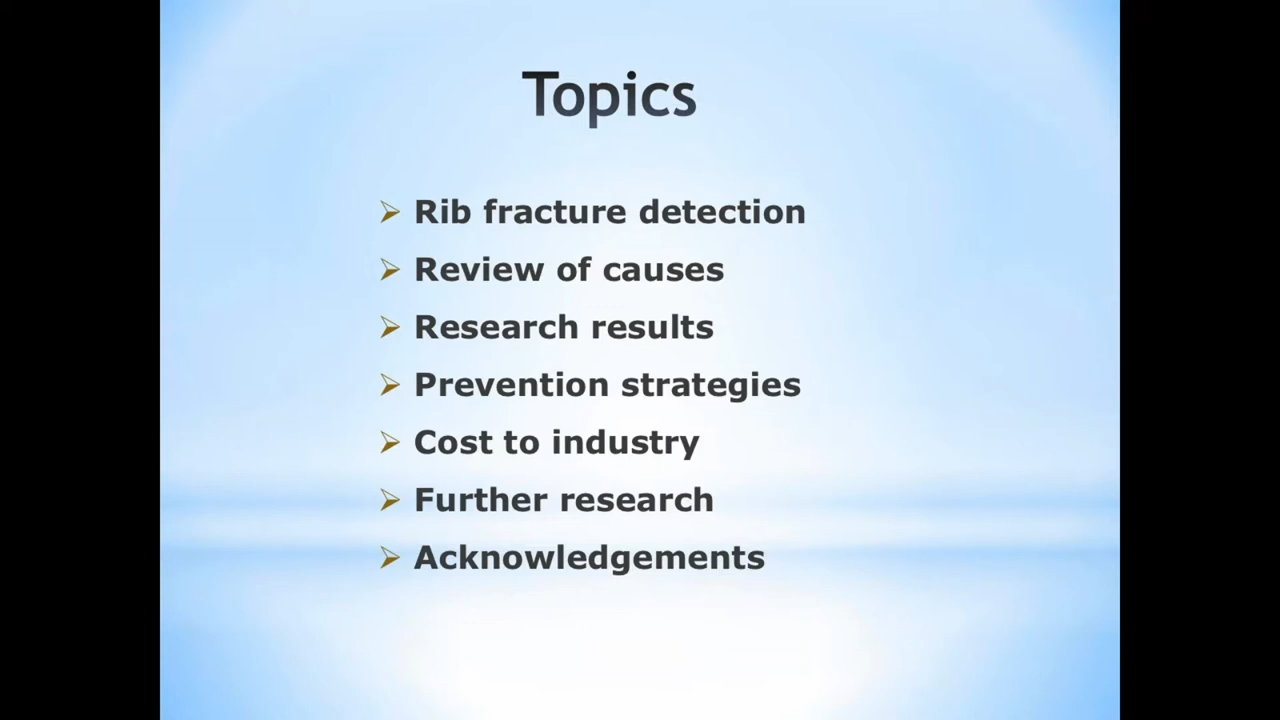 Topics
Rib fracture detection
Review of causes
Research results
Prevention strategies
Cost to industry
Further research
Acknowledgements